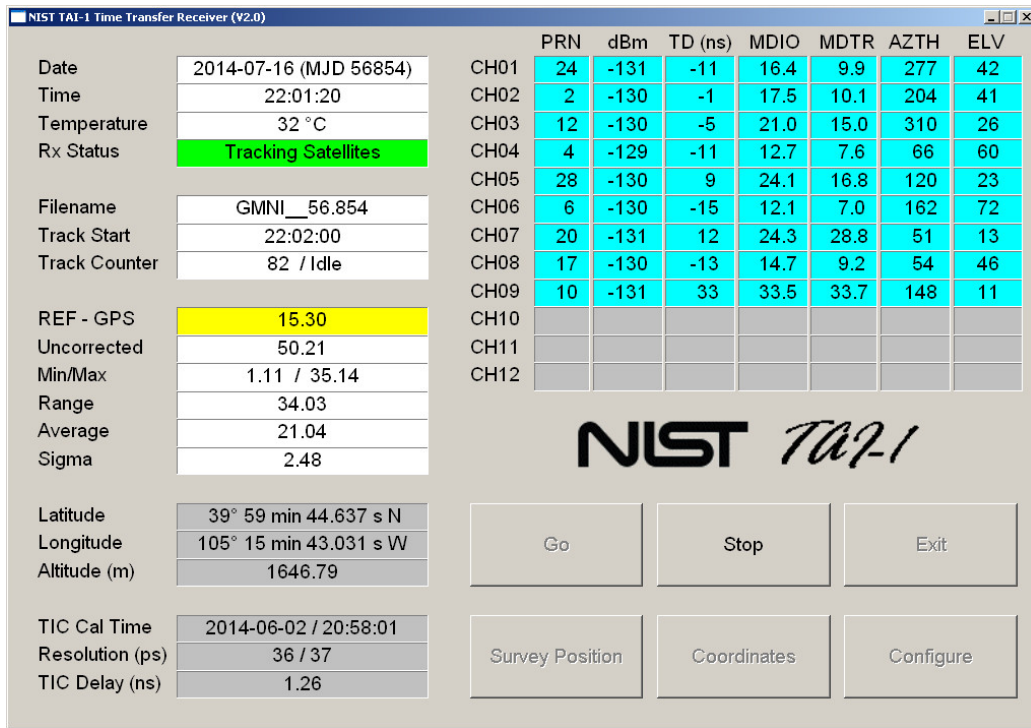 NIST TAI-1 Time Transfer Receiver (V2.0)
PRN dBm TD (ns) MDIO MDTR AZTH ELV
Date 2014-07-16 (MJD 56854) CH01 24 -131 -11 16.4 9.9 277 42
Time 22:01:20 CH02 2 -130 -1 17.5 10.1 204 41
Temperature 32 °C CH03 12 -130 -5 21.0 15.0 310 26
Rx Status Tracking Satellites CH04 4 -129 -11 12.7 7.6 66 60
CH05 28 -130 9 24.1 16.8 120 23
Filename GMNI__56.854 CH06 6 -130 -15 12.1 7.0 162 72
Track Start 22:02:00 CH07 20 -131 12 24.3 28.8 51 13
Track Counter 82 / Idle CH08 17 -130 -13 14.7 9.2 54 46
CH09 10 -131 33 33.5 33.7 148 11
REF - GPS 15.30 CH10
Uncorrected 50.21 CH11
Min/Max 1.11 / 35.14 CH12
Range 34.03
Average 21.04
Sigma 2.48
NIST TAI-1
Latitude 39° 59 min 44.637 s N
Longitude 105° 15 min 43.031 s W
Altitude (m) 1646.79
Go Stop Exit
TIC Cal Time 2014-06-02 / 20:58:01
Resolution (ps) 36 / 37
TIC Delay (ns) 1.26
Survey Position Coordinates Configure